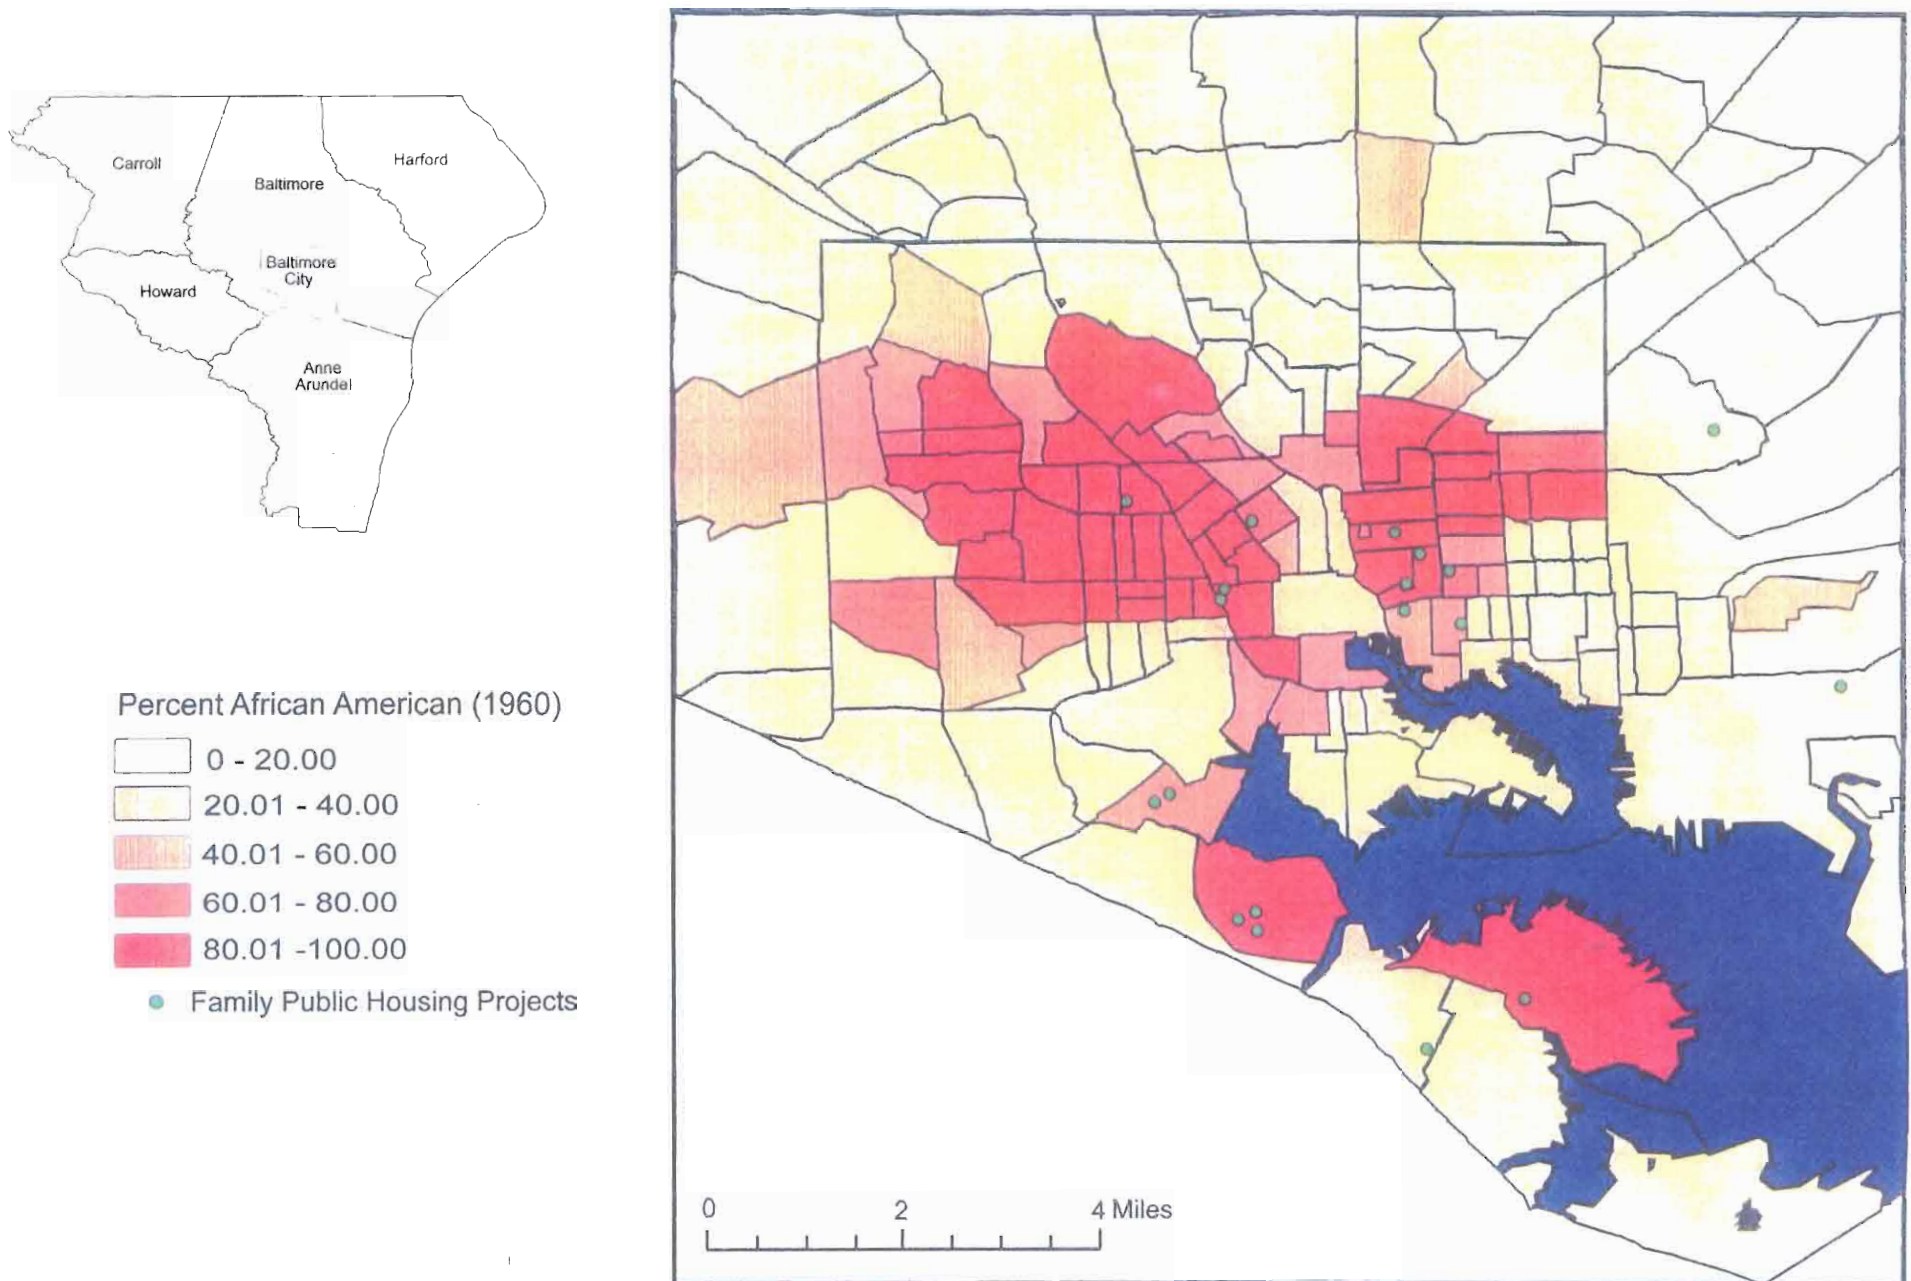 Carroll
Baltimore
Harford
Baltimore
City
Howard
Anne
Arundel
Percent African American (1960)
0 - 20.00
20.01 - 40.00
40.01 - 60.00
60.01 - 80.00
80.01 -100.00
Family Public Housing Projects
0 2 4 Miles